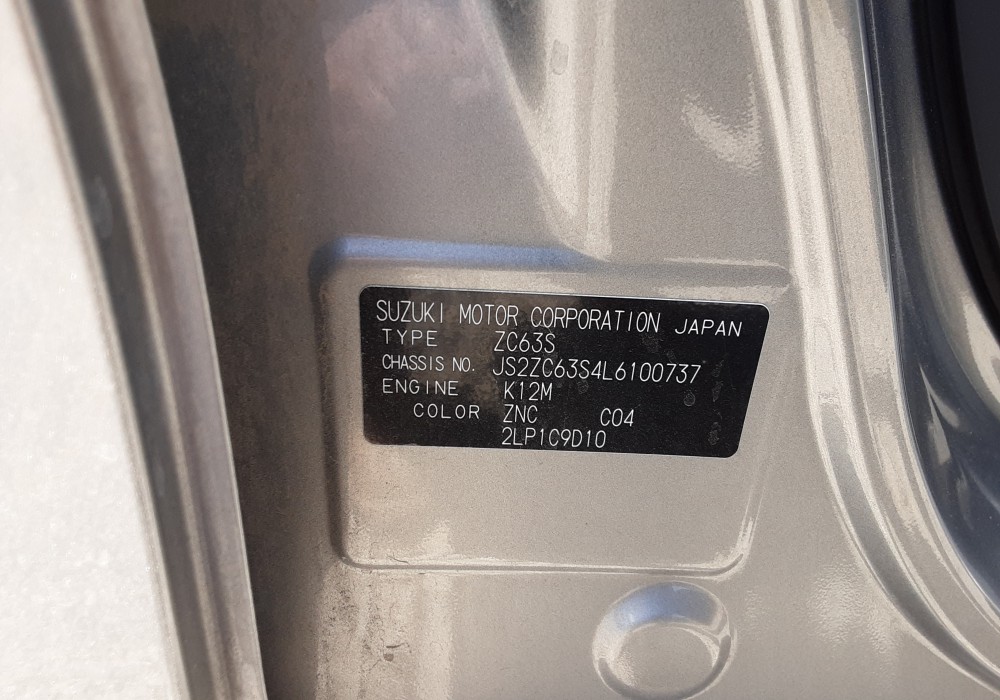 SUZUKI MOTOR CORPORATION JAPAN
TYPE ZC63S
CHASSIS NO. JS2ZC63S4L6100737
ENGINE K12M
COLOR ZNC C04
2LP1C9D10